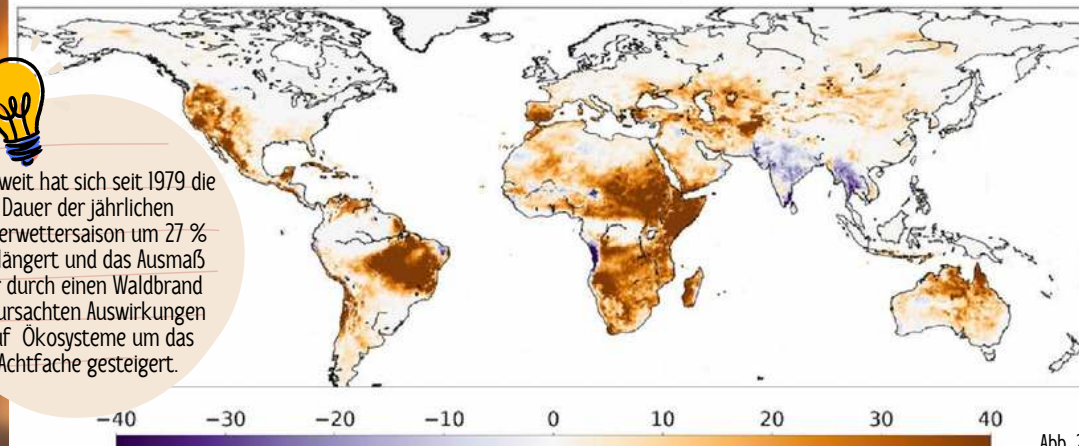 weit hat sich seit 1979 die
Dauer der jährlichen
erwettersaison um 27 %
längert und das Ausmaß
durch einen Waldbrand
ursachten Auswirkungen
f Ökosysteme um das
Achtfache gesteigert.
−40 −30 −20 −10 0 10 20 30 40
Abb.